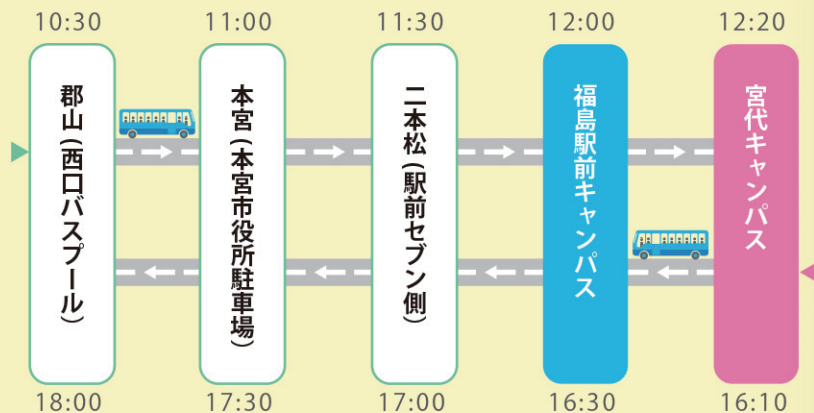 10:30
11:00
11:30
12:00
12:20
郡山(西口バスプール)
本宮(本宮市役所駐車場)
二本松(駅前セブン側)
福島駅前キャンパス
宮代キャンパス
18:00
17:30
17:00
16:30
16:10